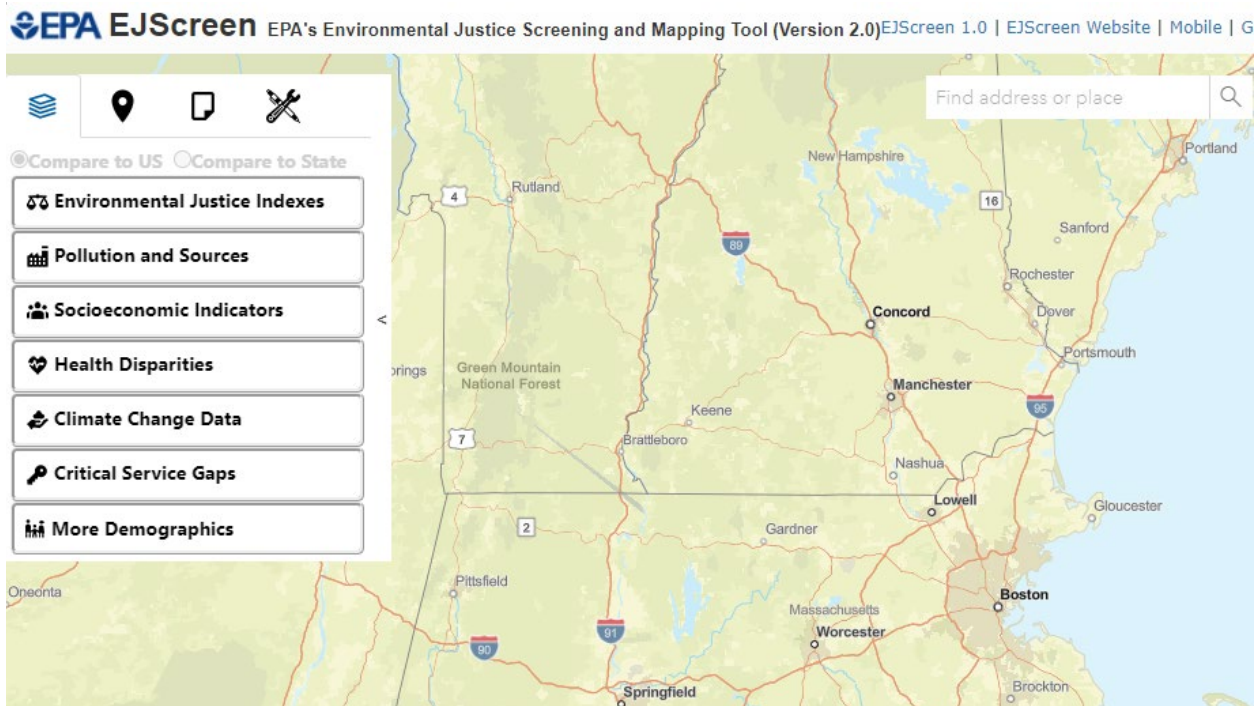 EPA EJScreen EPA's Environmental Justice Screening and Mapping Tool (Version 2.0) EJScreen 1.0 | EJScreen Website | Mobile | G
Find address or place
Compare to US Compare to State
Environmental Justice Indexes
Pollution and Sources
Socioeconomic Indicators
<
Health Disparities
Climate Change Data
Critical Service Gaps
More Demographics
Portland
New Hampshire
Rutland
4
16
Sanford
89
Rochester
Concord
Dover
Portsmouth
prings
Green Mountain
National Forest
Manchester
95
Keene
7
Brattleboro
Nashua
Lowell
Gloucester
2
Gardner
Pittsfield
Oneonta
Boston
Massachusetts
Worcester
91
90
Springfield
Brockton